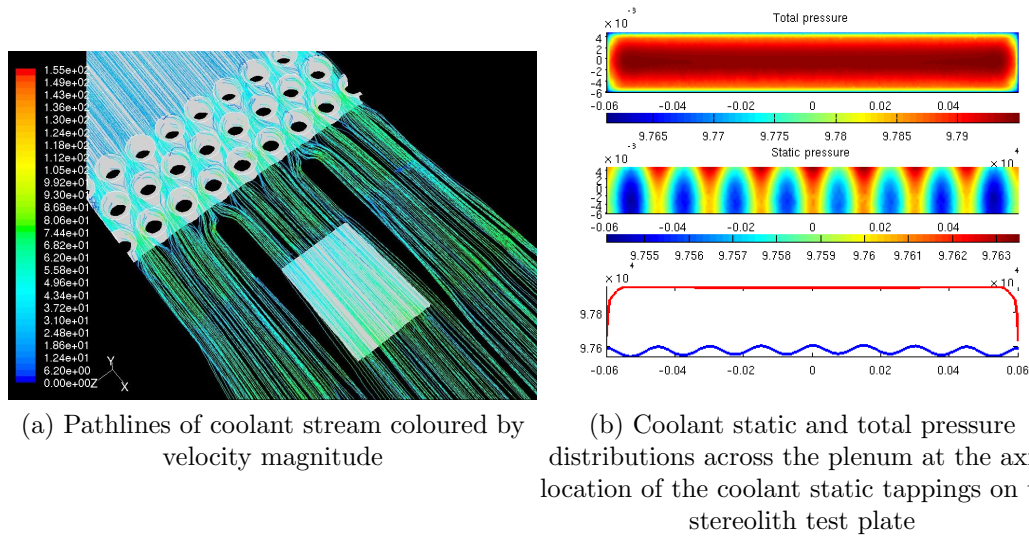 1.55e+02
1.49e+02
1.43e+02
1.36e+02
1.30e+02
1.24e+02
1.18e+02
1.12e+02
1.05e+02
9.92e+01
9.30e+01
8.68e+01
8.06e+01
7.44e+01
6.82e+01
6.20e+01
5.58e+01
4.96e+01
4.34e+01
3.72e+01
3.10e+01
2.48e+01
1.86e+01
1.24e+01
6.20e+00
0.00e+00
Y
Z
X
(a) Pathlines of coolant stream coloured by
velocity magnitude
× 10⁻³
Total pressure
4
2
0
-2
-4
-6
-0.06 -0.04 -0.02 0 0.02 0.04
9.765 9.77 9.775 9.78 9.785 9.79
× 10⁻³
Static pressure
× 10⁴
4
2
0
-2
-4
-6
9.755 9.756 9.757 9.758 9.759 9.76 9.761 9.762 9.763
× 10⁴
× 10⁴
-0.04 -0.02 0 0.02 0.04
9.78
9.76
-0.06 -0.04 -0.02 0 0.02 0.04 0.06
(b) Coolant static and total pressure
distributions across the plenum at the
location of the coolant static tappings on
stereolith test plate